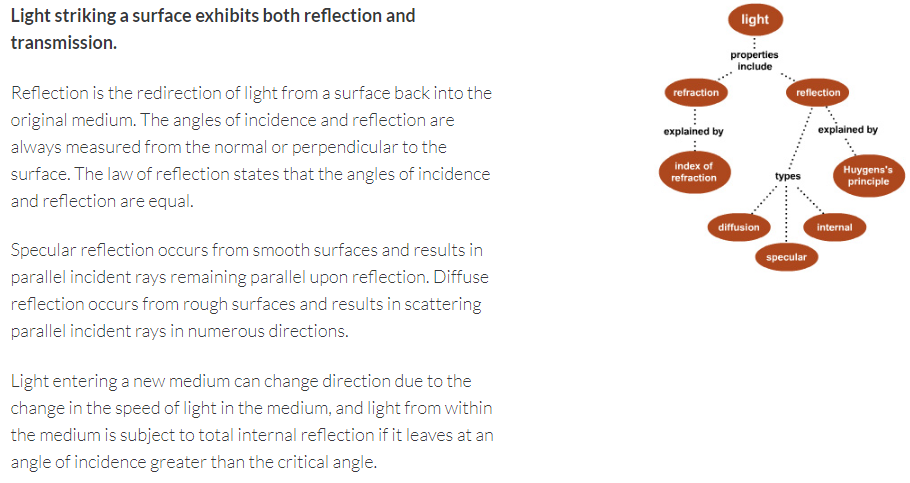 Light striking a surface exhibits both reflection and
transmission.
Reflection is the redirection of light from a surface back into the
original medium. The angles of incidence and reflection are
always measured from the normal or perpendicular to the
surface. The law of reflection states that the angles of incidence
and reflection are equal.
Specular reflection occurs from smooth surfaces and results in
parallel incident rays remaining parallel upon reflection. Diffuse
reflection occurs from rough surfaces and results in scattering
parallel incident rays in numerous directions.
Light entering a new medium can change direction due to the
change in the speed of light in the medium, and light from within
the medium is subject to total internal reflection if it leaves at an
angle of incidence greater than the critical angle.
light
properties
include
refraction
reflection
explained by
explained by
index of
refraction
types
Huygens's
principle
diffusion
internal
specular